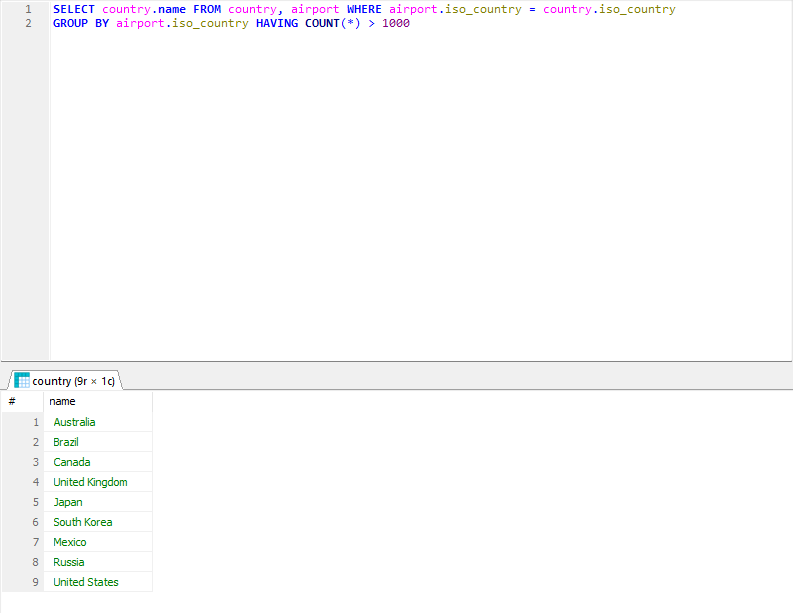 1 SELECT country.name FROM country, airport WHERE airport.iso_country = country.iso_country
2 GROUP BY airport.iso_country HAVING COUNT(*) > 1000
country (9r × 1c)
# name
1 Australia
2 Brazil
3 Canada
4 United Kingdom
5 Japan
6 South Korea
7 Mexico
8 Russia
9 United States